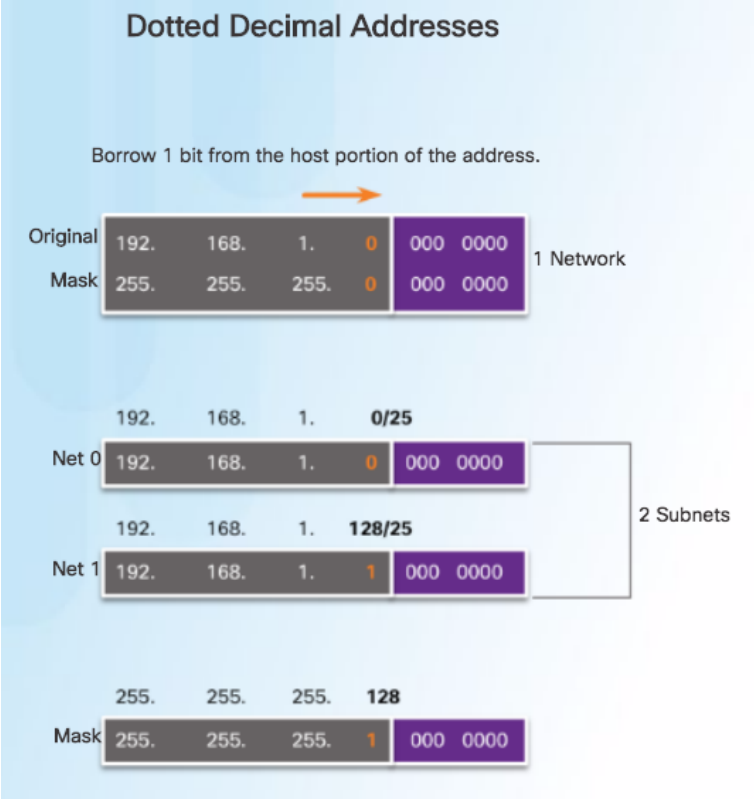 Dotted Decimal Addresses
Borrow 1 bit from the host portion of the address.
Original 192. 168. 1. 0 000 0000
1 Network
Mask 255. 255. 255. 0 000 0000
192. 168. 1. 0/25
Net 0 192. 168. 1. 0 000 0000
2 Subnets
192. 168. 1. 128/25
Net 1 192. 168. 1. 1 000 0000
255. 255. 255. 128
Mask 255. 255. 255. 1 000 0000